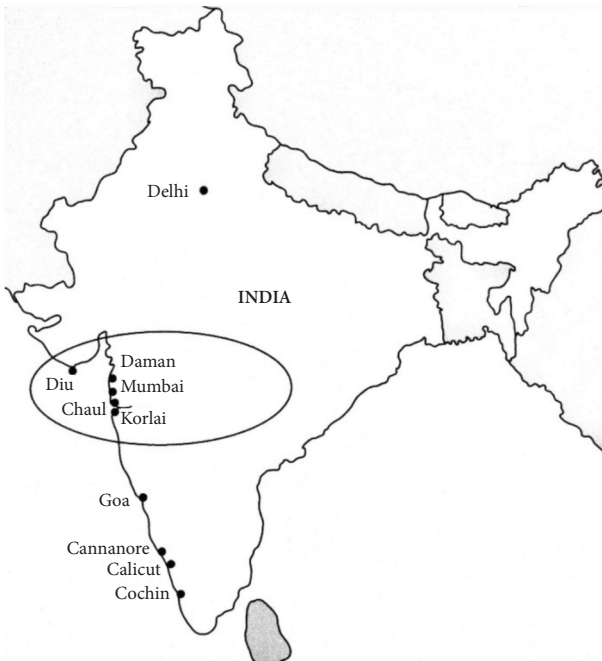 Delhi
INDIA
Daman
Diu
Mumbai
Chaul
Korlai
Goa
Cannanore
Calicut
Cochin